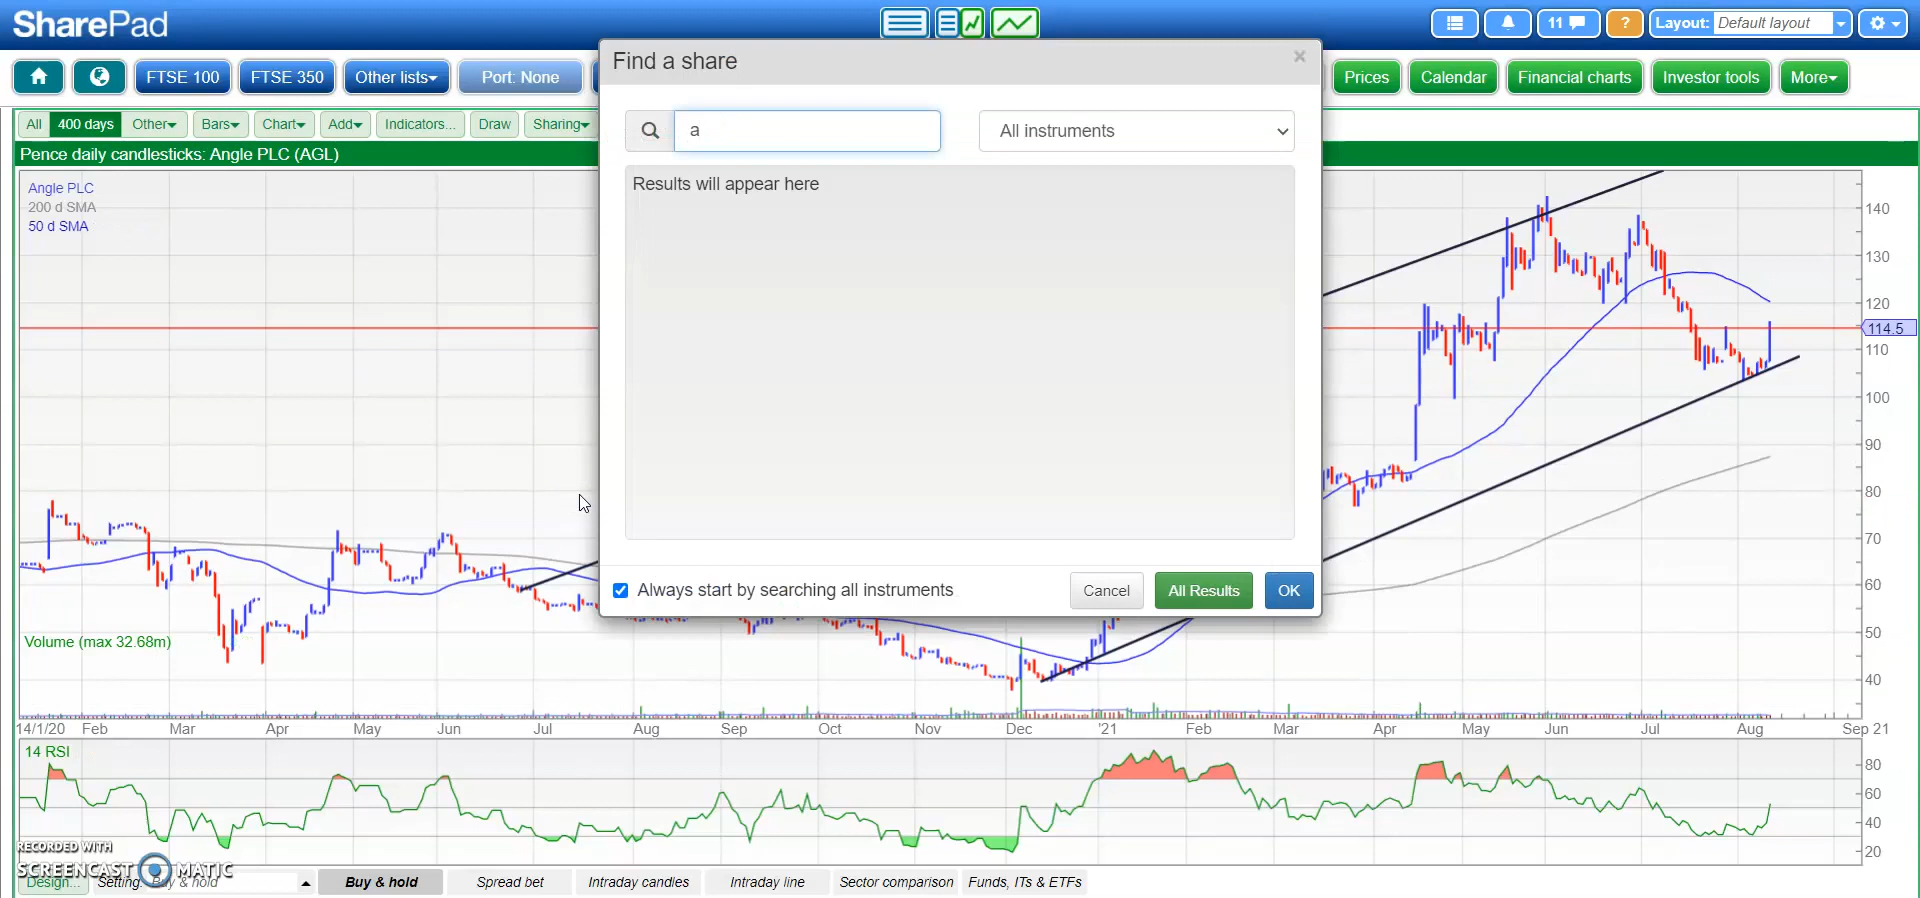 SharePad
11
?
Layout: Default layout
FTSE 100
FTSE 350
Other lists
Port: None
Prices
Calendar
Financial charts
Investor tools
More
Find a share
×
a
All instruments
Results will appear here
Always start by searching all instruments
Cancel
All Results
OK
All
400 days
Other
Bars
Chart
Add
Indicators...
Draw
Sharing
Pence daily candlesticks: Angle PLC (AGL)
Angle PLC
200 d SMA
50 d SMA
140
130
120
114.5
110
100
90
80
70
60
50
40
Volume (max 32.68m)
14/1/20 Feb Mar Apr May Jun Jul Aug Sep Oct Nov Dec '21 Feb Mar Apr May Jun Jul Aug Sep 21
14 RSI
80
60
40
20
RECORDED WITH
SCREENCAST MATIC
Design... Setting: Buy & hold
Buy & hold
Spread bet
Intraday candles
Intraday line
Sector comparison
Funds, ITs & ETFs